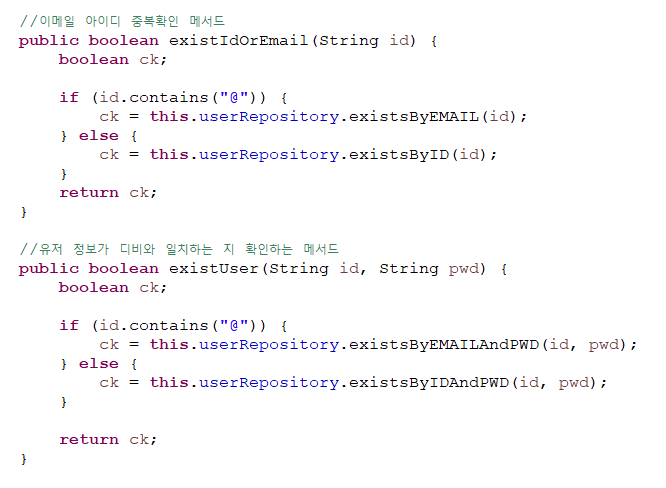 //이메일 아이디 중복확인 메서드
public boolean existIdOrEmail(String id) {
boolean ck;
if (id.contains("@")) {
ck = this.userRepository.existsByEMAIL(id);
} else {
ck = this.userRepository.existsByID(id);
}
return ck;
}
//유저 정보가 디비와 일치하는 지 확인하는 메서드
public boolean existUser(String id, String pwd) {
boolean ck;
if (id.contains("@")) {
ck = this.userRepository.existsByEMAILAndPWD(id, pwd);
} else {
ck = this.userRepository.existsByIDAndPWD(id, pwd);
}
return ck;
}